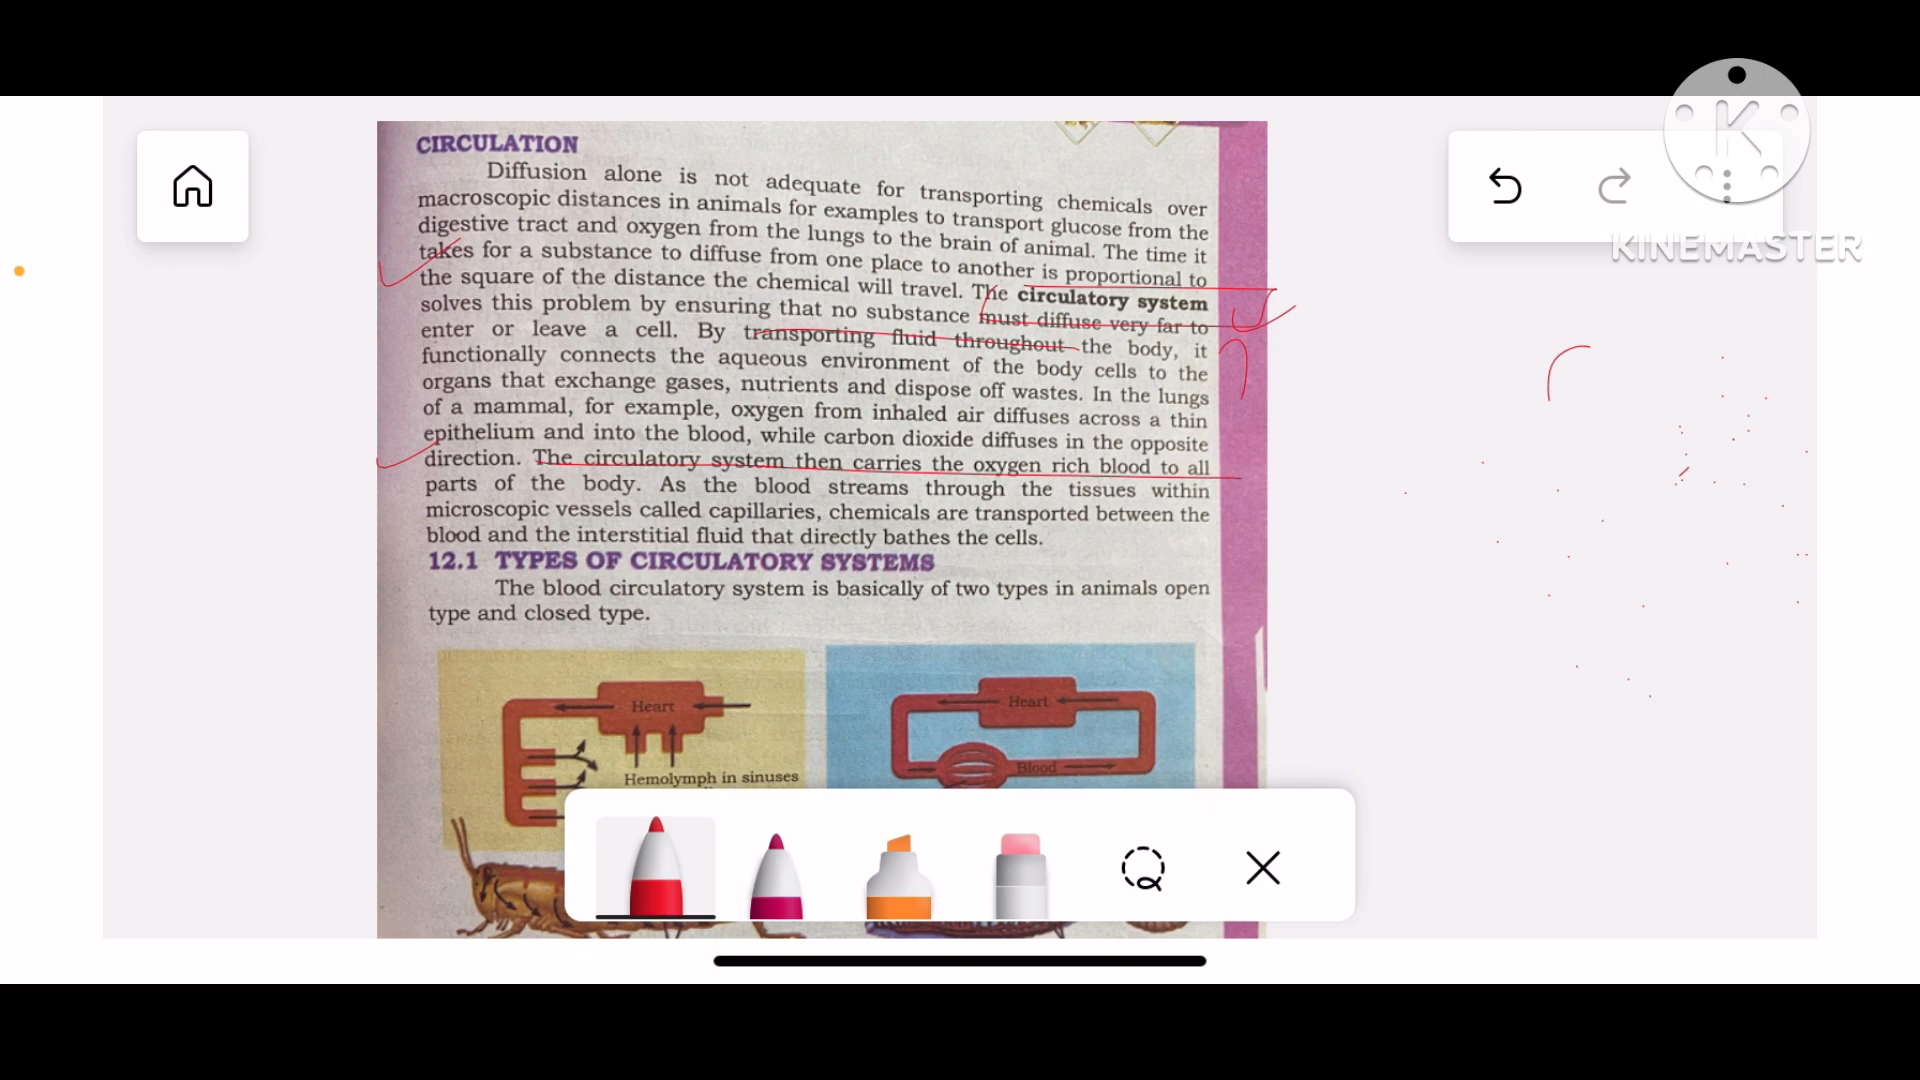 CIRCULATION
Diffusion alone is not adequate for transporting chemicals over
macroscopic distances in animals for examples to transport glucose from the
digestive tract and oxygen from the lungs to the brain of animal. The time it
takes for a substance to diffuse from one place to another is proportional to
the square of the distance the chemical will travel. The circulatory system
solves this problem by ensuring that no substance must diffuse very far to
enter or leave a cell. By transporting fluid throughout the body, it
functionally connects the aqueous environment of the body cells to the
organs that exchange gases, nutrients and dispose off wastes. In the lungs
of a mammal, for example, oxygen from inhaled air diffuses across a thin
epithelium and into the blood, while carbon dioxide diffuses in the opposite
direction. The circulatory system then carries the oxygen rich blood to all
parts of the body. As the blood streams through the tissues within
microscopic vessels called capillaries, chemicals are transported between the
blood and the interstitial fluid that directly bathes the cells.
12.1 TYPES OF CIRCULATORY SYSTEMS
The blood circulatory system is basically of two types in animals open
type and closed type.
Heart
Hemolymph in sinuses
Heart
Blood
K
KINEMASTER